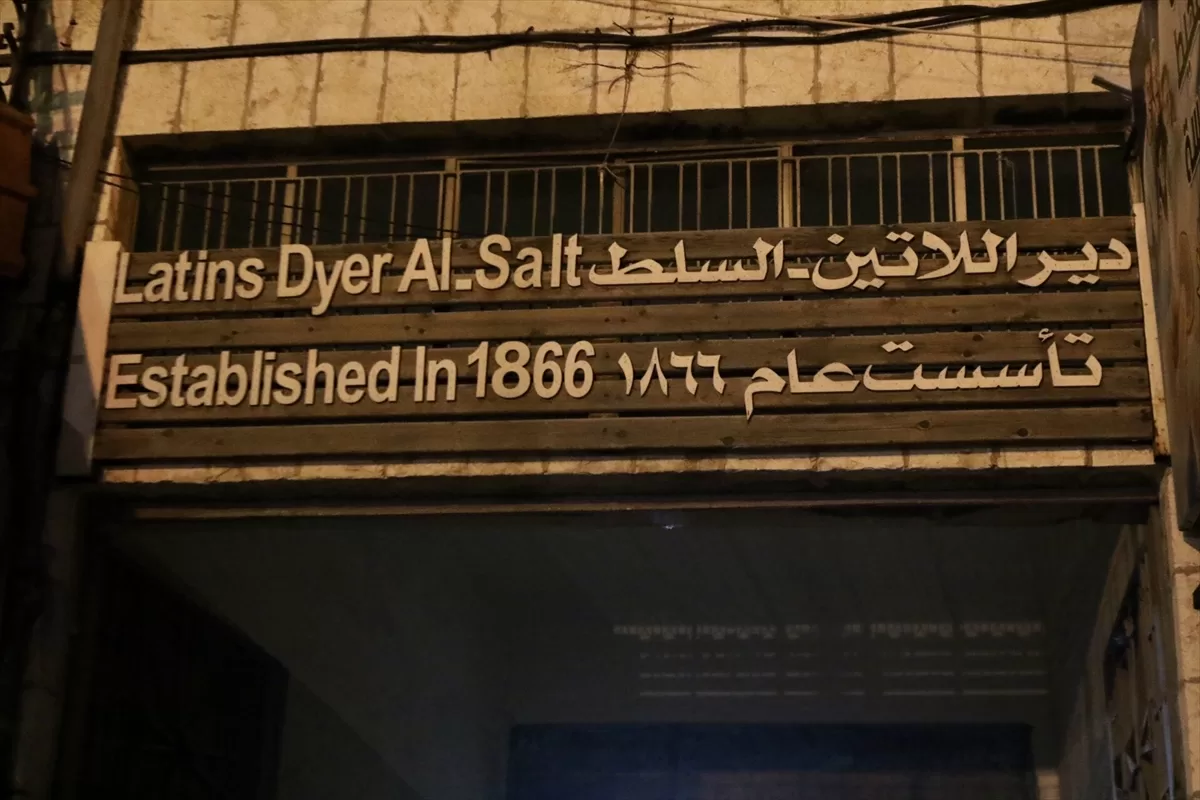 Latins Dyer Al-Salt دير اللاتين-السلط
Established In 1866 تأسست عام ١٨٦٦